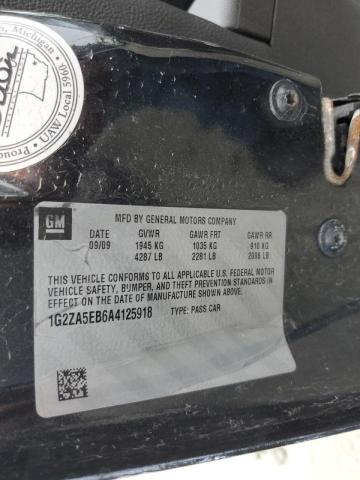 on, Michigan
Proud
UAW Local 5960
GM
MFD BY GENERAL MOTORS COMPANY
DATE GVWR GAWR FRT GAWR RR
09/09 1945 KG 1035 KG 910 KG
4287 LB 2281 LB 2006 LB
THIS VEHICLE CONFORMS TO ALL APPLICABLE U.S. FEDERAL MOTOR
VEHICLE SAFETY, BUMPER, AND THEFT PREVENTION STANDARDS IN
EFFECT ON THE DATE OF MANUFACTURE SHOWN ABOVE.
1G2ZA5EB6A4125918 TYPE: PASS CAR